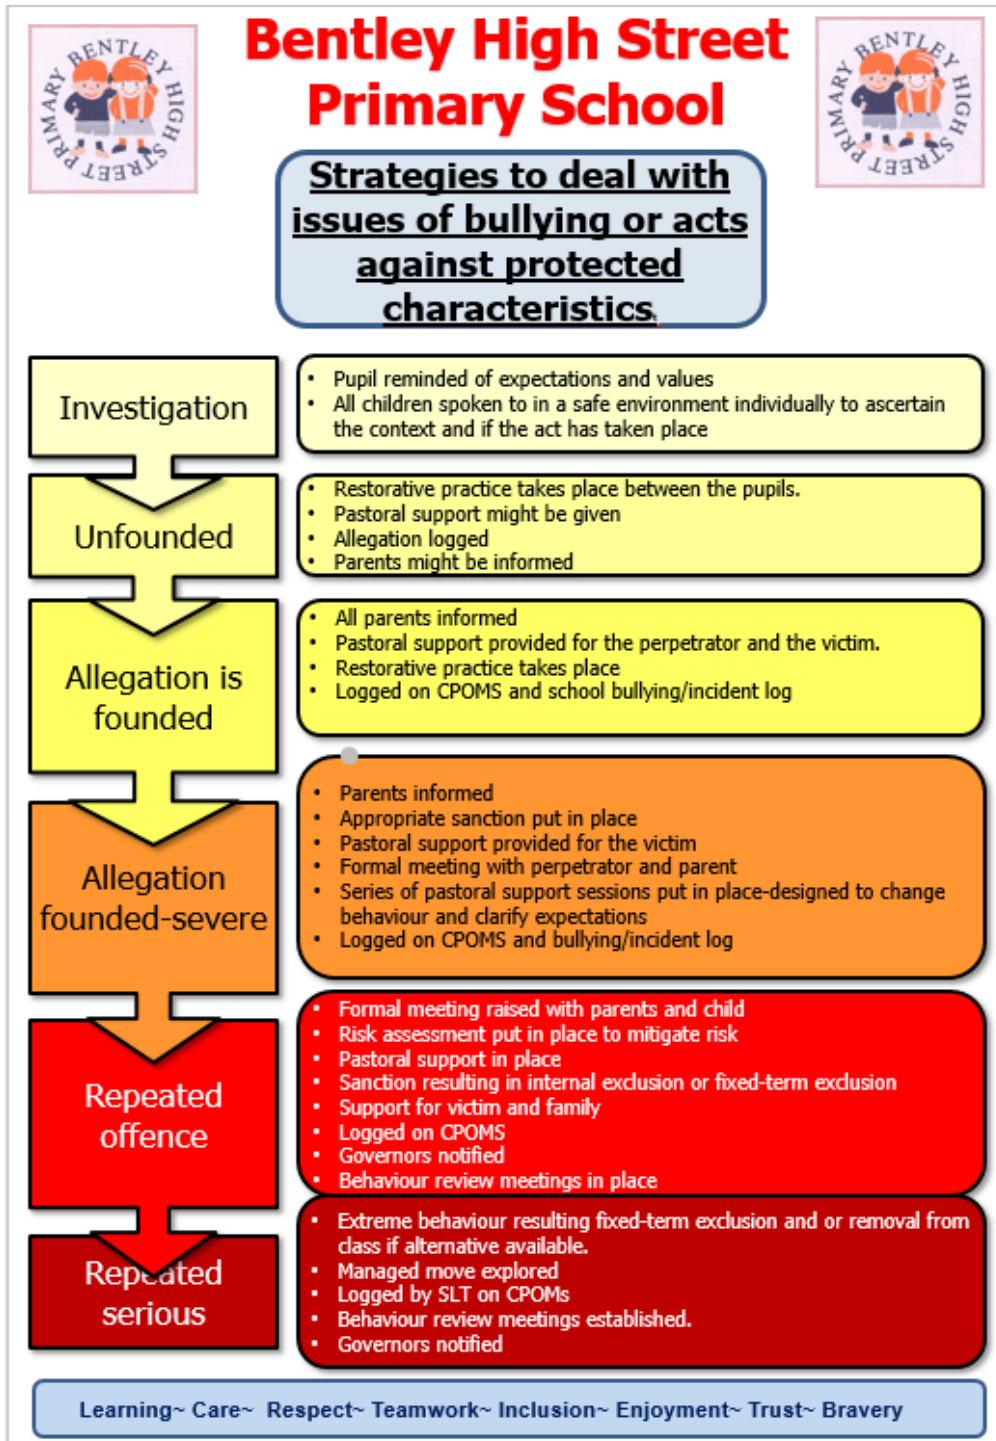 PRIMARY BENTLEY HIGH STREET
Bentley High Street
Primary School
PRIMARY BENTLEY HIGH STREET
Strategies to deal with
issues of bullying or acts
against protected
characteristics.
Investigation
• Pupil reminded of expectations and values
• All children spoken to in a safe environment individually to ascertain
the context and if the act has taken place
Unfounded
• Restorative practice takes place between the pupils.
• Pastoral support might be given
• Allegation logged
• Parents might be informed
Allegation is
founded
• All parents informed
• Pastoral support provided for the perpetrator and the victim.
• Restorative practice takes place
• Logged on CPOMS and school bullying/incident log
Allegation
founded-severe
• Parents informed
• Appropriate sanction put in place
• Pastoral support provided for the victim
• Formal meeting with perpetrator and parent
• Series of pastoral support sessions put in place-designed to change
behaviour and clarify expectations
• Logged on CPOMS and bullying/incident log
Repeated
offence
• Formal meeting raised with parents and child
• Risk assessment put in place to mitigate risk
• Pastoral support in place
• Sanction resulting in internal exclusion or fixed-term exclusion
• Support for victim and family
• Logged on CPOMS
• Governors notified
• Behaviour review meetings in place
Repeated
serious
• Extreme behaviour resulting fixed-term exclusion and or removal from
class if alternative available.
• Managed move explored
• Logged by SLT on CPOMs
• Behaviour review meetings established.
• Governors notified
Learning~ Care~ Respect~ Teamwork~ Inclusion~ Enjoyment~ Trust~ Bravery